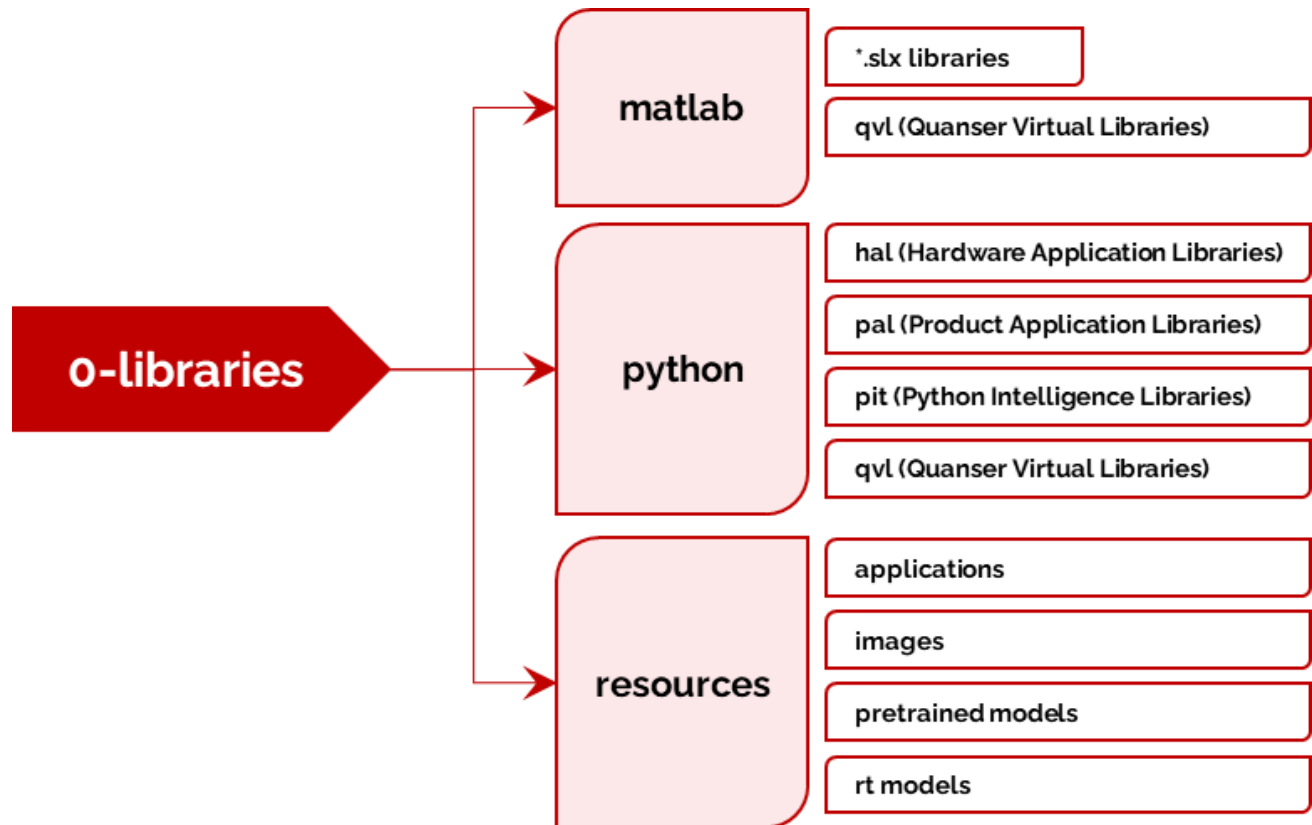 0-libraries
matlab
*.slx libraries
qvl (Quanser Virtual Libraries)
python
hal (Hardware Application Libraries)
pal (Product Application Libraries)
pit (Python Intelligence Libraries)
qvl (Quanser Virtual Libraries)
resources
applications
images
pretrained models
rt models